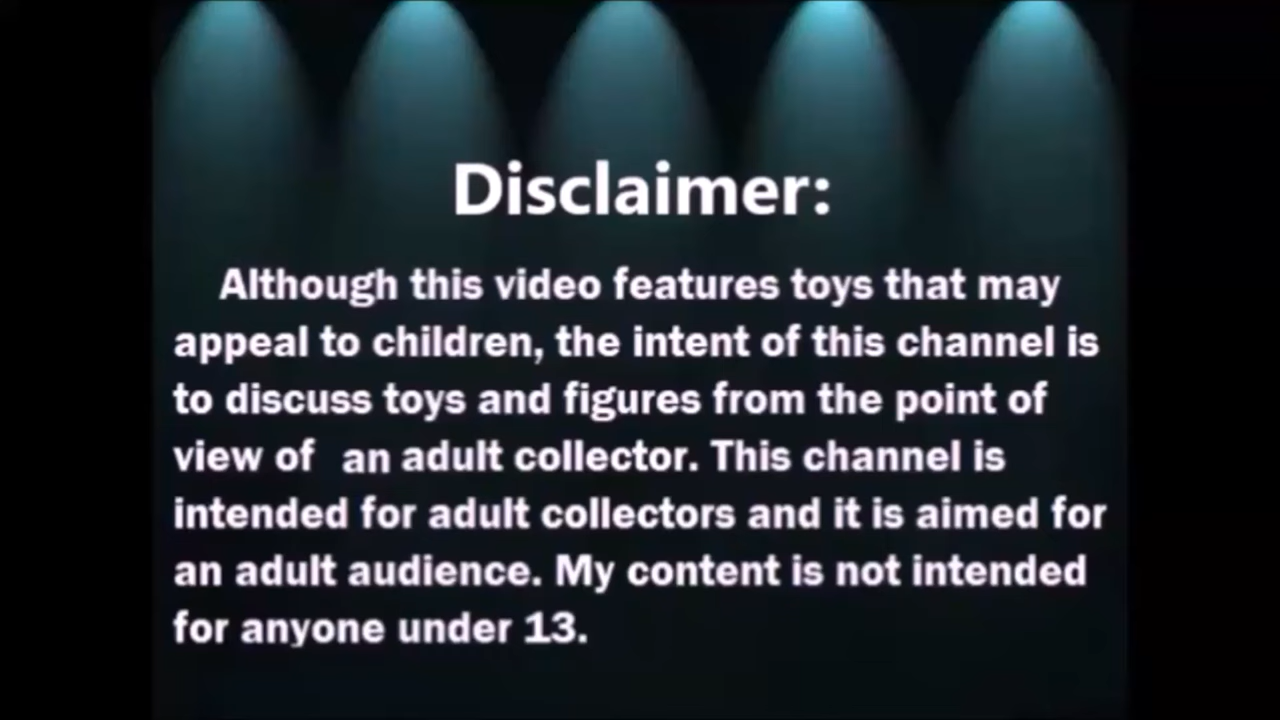 Disclaimer:
Although this video features toys that may
appeal to children, the intent of this channel is
to discuss toys and figures from the point of
view of an adult collector. This channel is
intended for adult collectors and it is aimed for
an adult audience. My content is not intended
for anyone under 13.